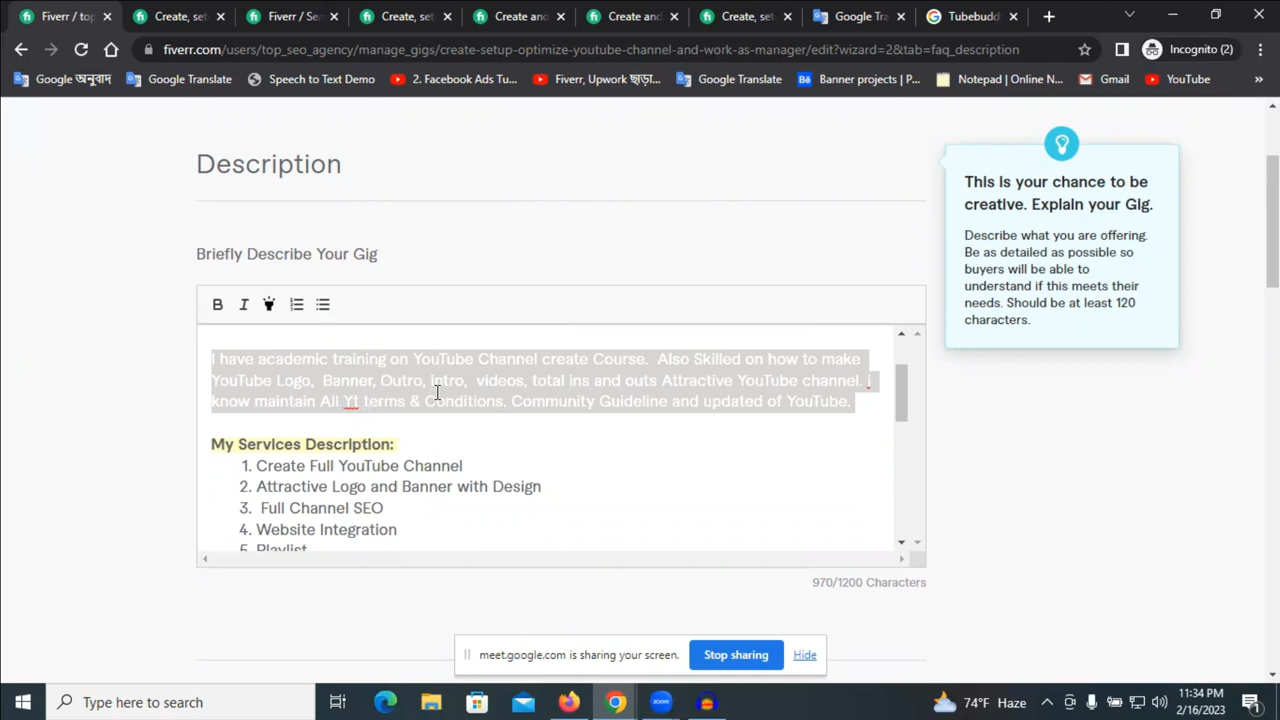 Fiverr / top
Create, set
Fiverr / Se
Create, set
Create and
Create and
Create, set
Google Tra
Tubebudd
Incognito (2)
fiverr.com/users/top_seo_agency/manage_gigs/create-setup-optimize-youtube-channel-and-work-as-manager/edit?wizard=2&tab=faq_description
Google অনুবাদ
Google Translate
Speech to Text Demo
2. Facebook Ads Tu...
Fiverr, Upwork ছাড়া...
Google Translate
Banner projects | P...
Notepad | Online N...
Gmail
YouTube
Description
Briefly Describe Your Gig
B I
I have academic training on YouTube Channel create Course. Also Skilled on how to make
YouTube Logo, Banner, Outro, intro, videos, total ins and outs Attractive YouTube channel. i
know maintain All Yt terms & Conditions. Community Guideline and updated of YouTube.
My Services Description:
1. Create Full YouTube Channel
2. Attractive Logo and Banner with Design
3. Full Channel SEO
4. Website Integration
5. Playlist
970/1200 Characters
This is your chance to be
creative. Explain your Gig.
Describe what you are offering.
Be as detailed as possible so
buyers will be able to
understand if this meets their
needs. Should be at least 120
characters.
meet.google.com is sharing your screen.
Stop sharing
Hide
Type here to search
zoom
74°F Haze
11:34 PM
2/16/2023
1